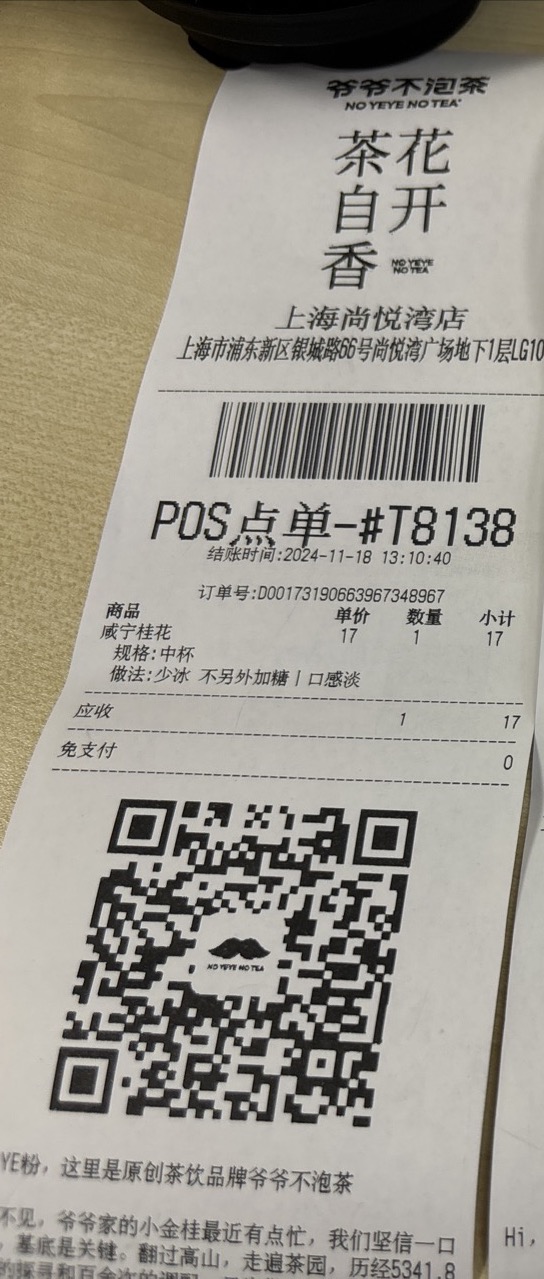 爷爷不泡茶
NO YEYE NO TEA
茶花
自开
香 NO YEYE NO TEA
上海尚悦湾店
上海市浦东新区银城路66号尚悦湾广场地下1层LG10
POS点单-#T8138
结账时间:2024-11-18 13:10:40
订单号:D00173190663967348967
商品 单价 数量 小计
咸宁桂花 17 1 17
规格:中杯
做法:少冰 不另外加糖丨口感淡
应收 1 17
免支付 0
NO YEYE NO TEA
YE粉，这里是原创茶饮品牌爷爷不泡茶
不见，爷爷家的小金桂最近有点忙，我们坚信一口
，基底是关键。翻过高山，走遍茶园，历经5341.8
Hi,